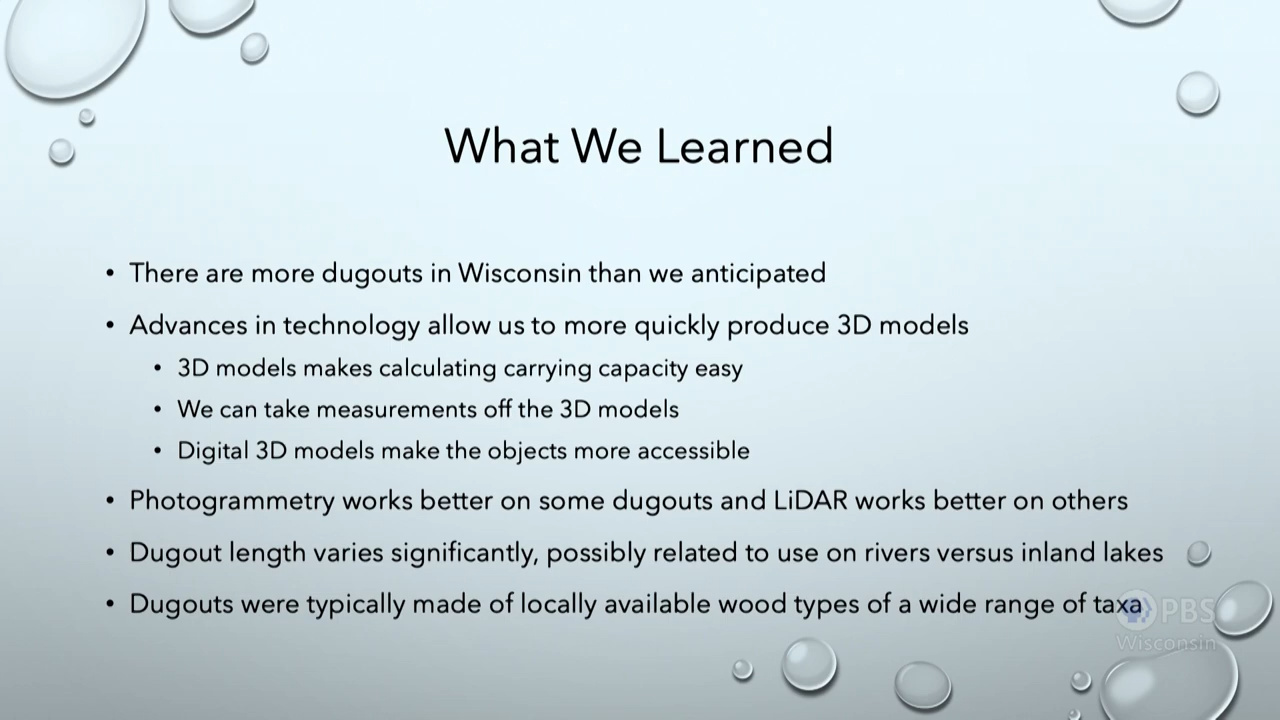 What We Learned
• There are more dugouts in Wisconsin than we anticipated
• Advances in technology allow us to more quickly produce 3D models
• 3D models makes calculating carrying capacity easy
• We can take measurements off the 3D models
• Digital 3D models make the objects more accessible
• Photogrammetry works better on some dugouts and LiDAR works better on others
• Dugout length varies significantly, possibly related to use on rivers versus inland lakes
• Dugouts were typically made of locally available wood types of a wide range of taxa
PBS
Wisconsin